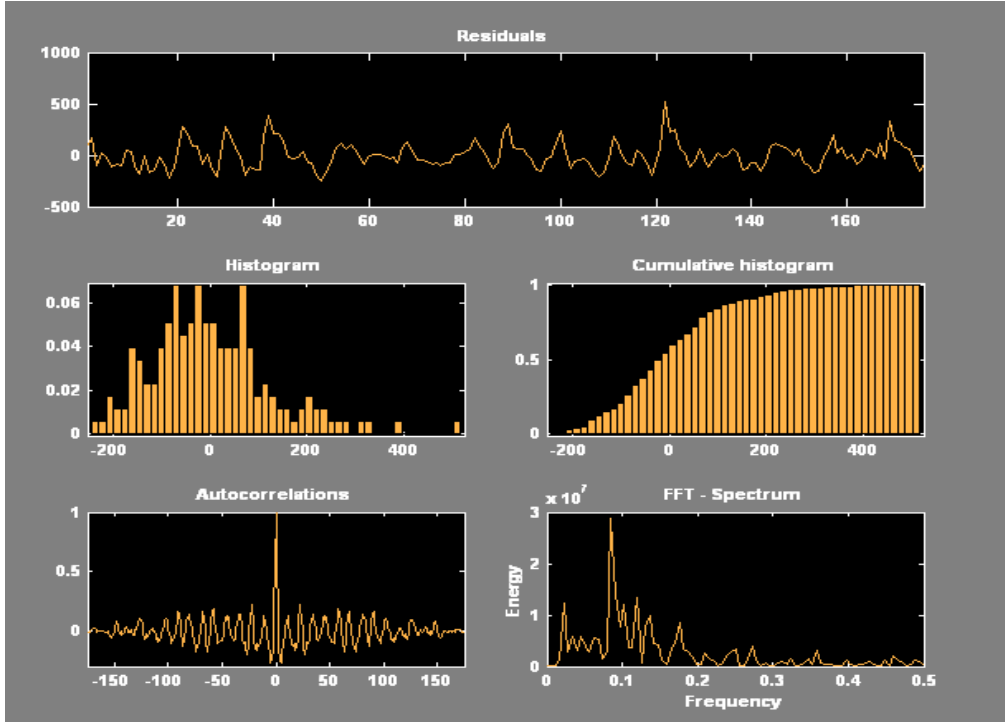 Residuals
1000
500
0
-500
20 40 60 80 100 120 140 160
Histogram
0.06
0.04
0.02
0
-200 0 200 400
Cumulative histogram
1
0.5
0
-200 0 200 400
Autocorrelations
1
0.5
0
-150 -100 -50 0 50 100 150
FFT - Spectrum
x 10^7
3
2
1
0
Energy
0 0.1 0.2 0.3 0.4 0.5
Frequency